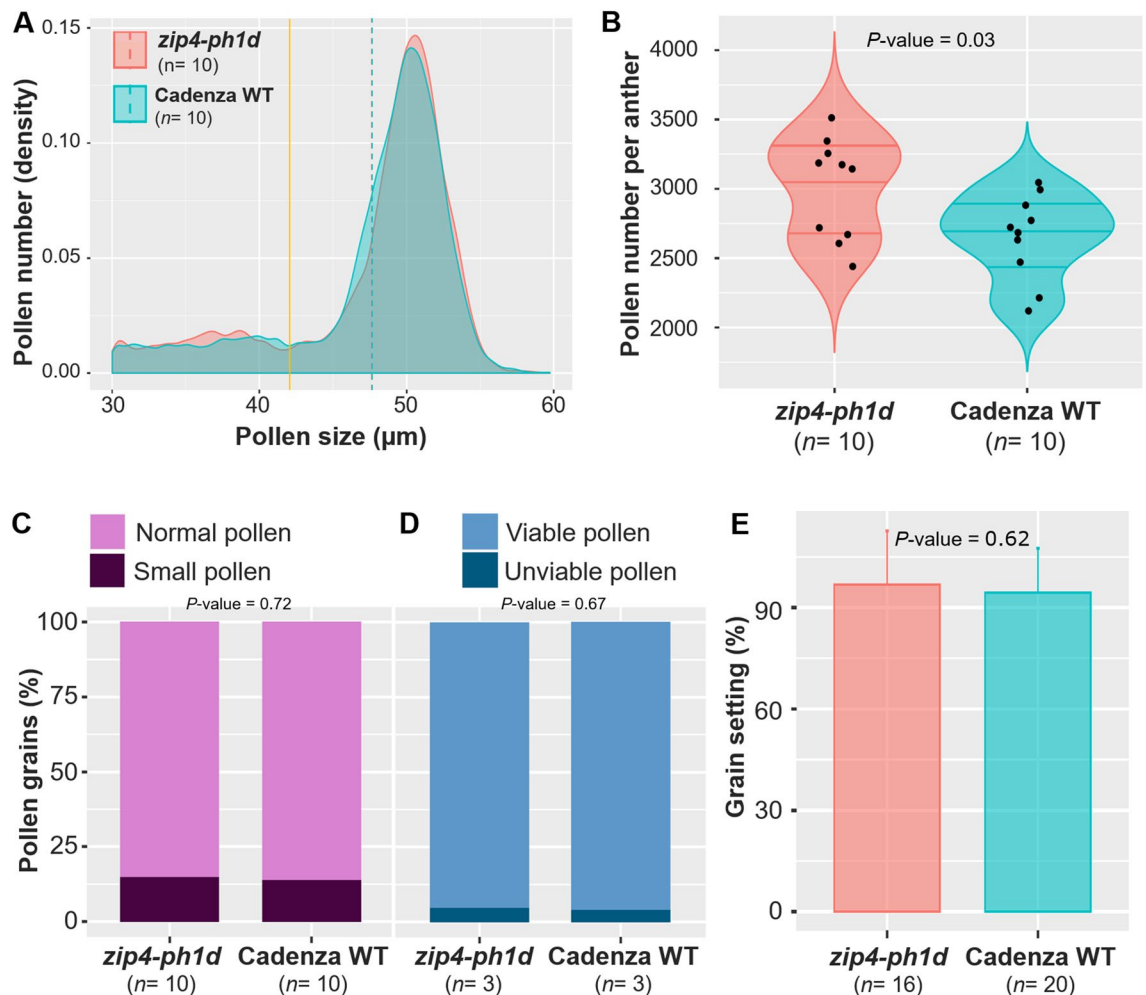 A
zip4-ph1d
(n= 10)
Cadenza WT
(n= 10)
Pollen number (density)
0.15
0.10
0.05
0.00
30 40 50 60
Pollen size (µm)
B
P-value = 0.03
Pollen number per anther
4000
3500
3000
2500
2000
zip4-ph1d Cadenza WT
(n= 10) (n= 10)
C
Normal pollen
Small pollen
P-value = 0.72
Pollen grains (%)
100
75
50
25
0
zip4-ph1d Cadenza WT
(n= 10) (n= 10)
D
Viable pollen
Unviable pollen
P-value = 0.67
zip4-ph1d Cadenza WT
(n= 3) (n= 3)
E
P-value = 0.62
Grain setting (%)
90
60
30
0
zip4-ph1d Cadenza WT
(n= 16) (n= 20)